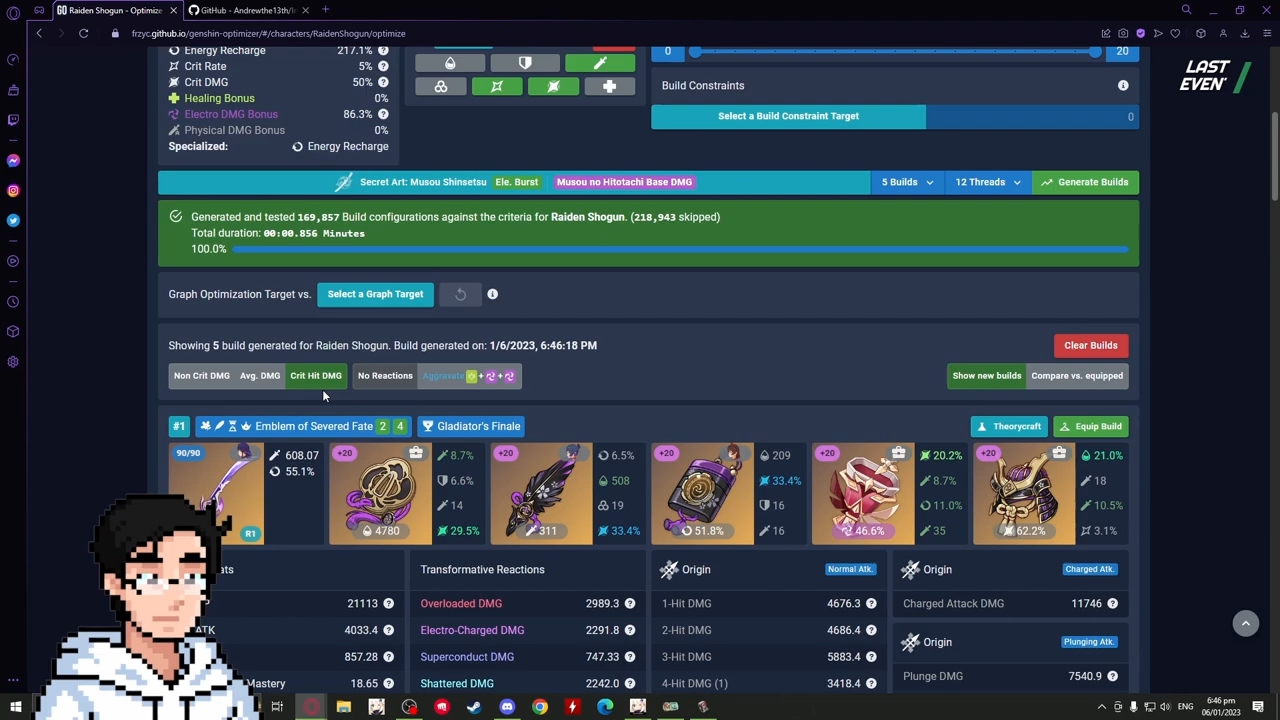 Raiden Shogun - Optimize
GitHub - Andrewthe13th/I
frzyc.github.io/genshin-optimizer/#/characters/RaidenShogun/optimize
LAST
EVEN'
Energy Recharge 217.1%
Crit Rate 5%
Crit DMG 50%
Healing Bonus 0%
Electro DMG Bonus 86.3%
Physical DMG Bonus 0%
Specialized: Energy Recharge
0 20
Build Constraints
Select a Build Constraint Target 0
Secret Art: Musou Shinsetsu Ele. Burst Musou no Hitotachi Base DMG 5 Builds 12 Threads Generate Builds
Generated and tested 169,857 Build configurations against the criteria for Raiden Shogun. (218,943 skipped)
Total duration: 00:00.856 Minutes
100.0%
Graph Optimization Target vs. Select a Graph Target
Showing 5 build generated for Raiden Shogun. Build generated on: 1/6/2023, 6:46:18 PM Clear Builds
Non Crit DMG Avg. DMG Crit Hit DMG No Reactions Aggravate + + Show new builds Compare vs. equipped
#1 Emblem of Severed Fate 2 4 Gladiator's Finale Theorycraft Equip Build
90/90 608.07 +20 8.7% +20 6.5% +20 209 +20 20.2% +20 21.0%
55.1% 6.6% 508 33.4% 8.7% 18
14 19 16 11.0% 10.5%
R1 4780 29.5% 311 33.4% 51.8% 16 46.6% 35 62.2% 3.1%
ats Transformative Reactions Origin Normal Atk. Origin Charged Atk.
P 21113 Overloaded DMG 2989.3 1-Hit DMG 4676.3 Charged Attack DMG 11746
ATK 4033.4 Electro-Charged DMG 2291.8 2-Hit DMG Origin Plunging Atk.
857.28 Superconduct DMG 747.33 3-Hit DMG
Mastery 18.65 Shattered DMG 2242.0 4-Hit DMG (1) 3418.4 Plunge DMG 7540.9
ENG 6:46 pm
06/01/2023